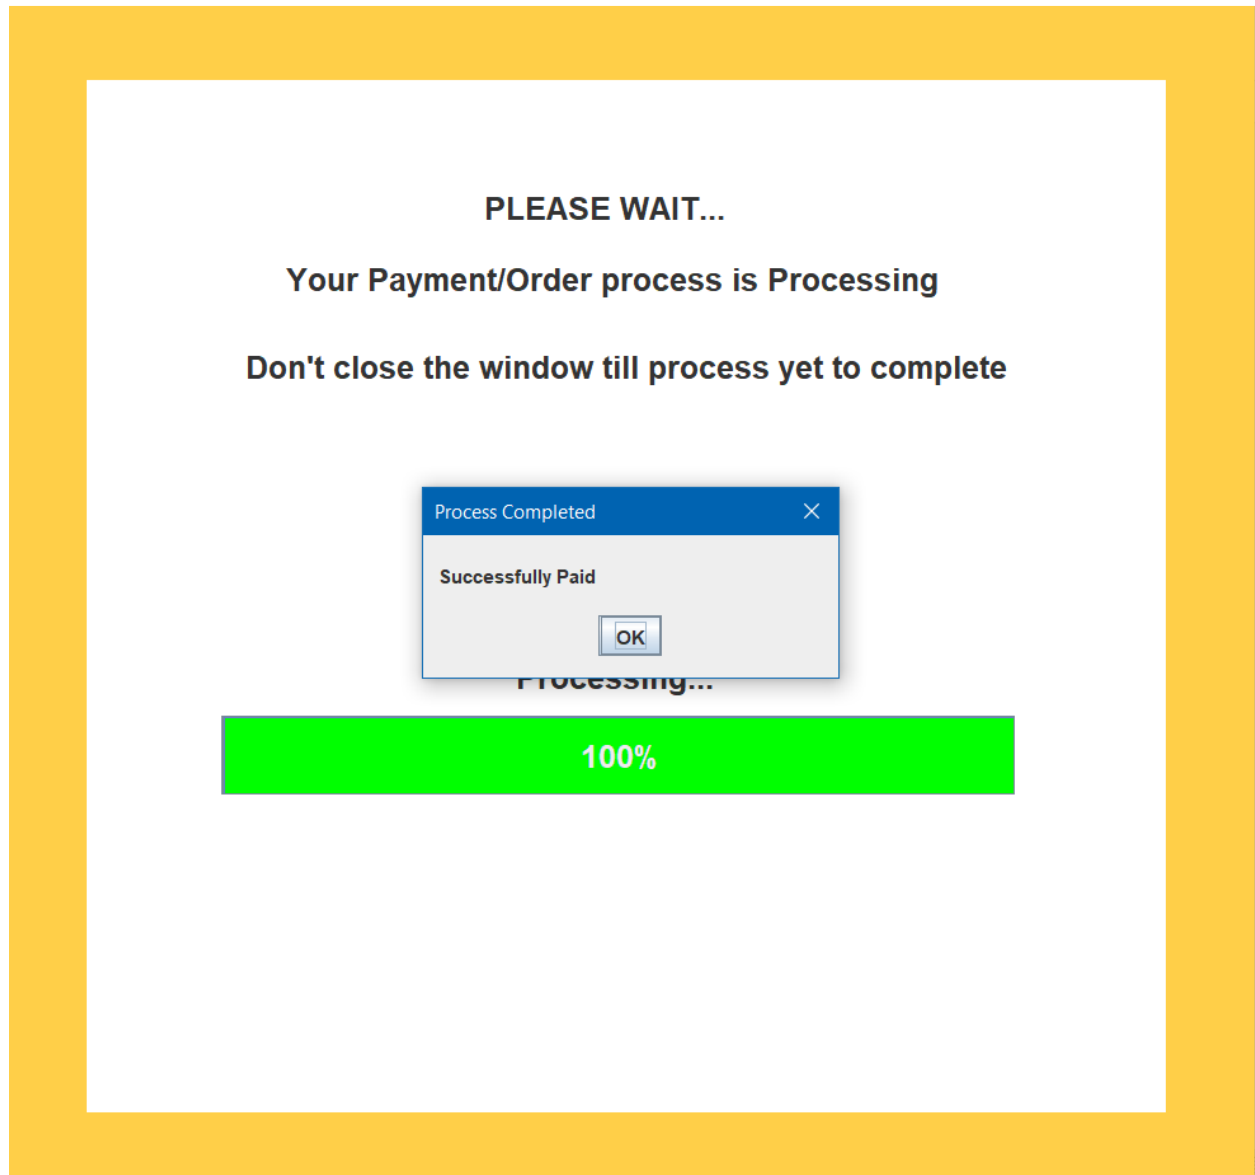 PLEASE WAIT...
Your Payment/Order process is Processing
Don't close the window till process yet to complete
Process Completed
Successfully Paid
OK
Processing...
100%